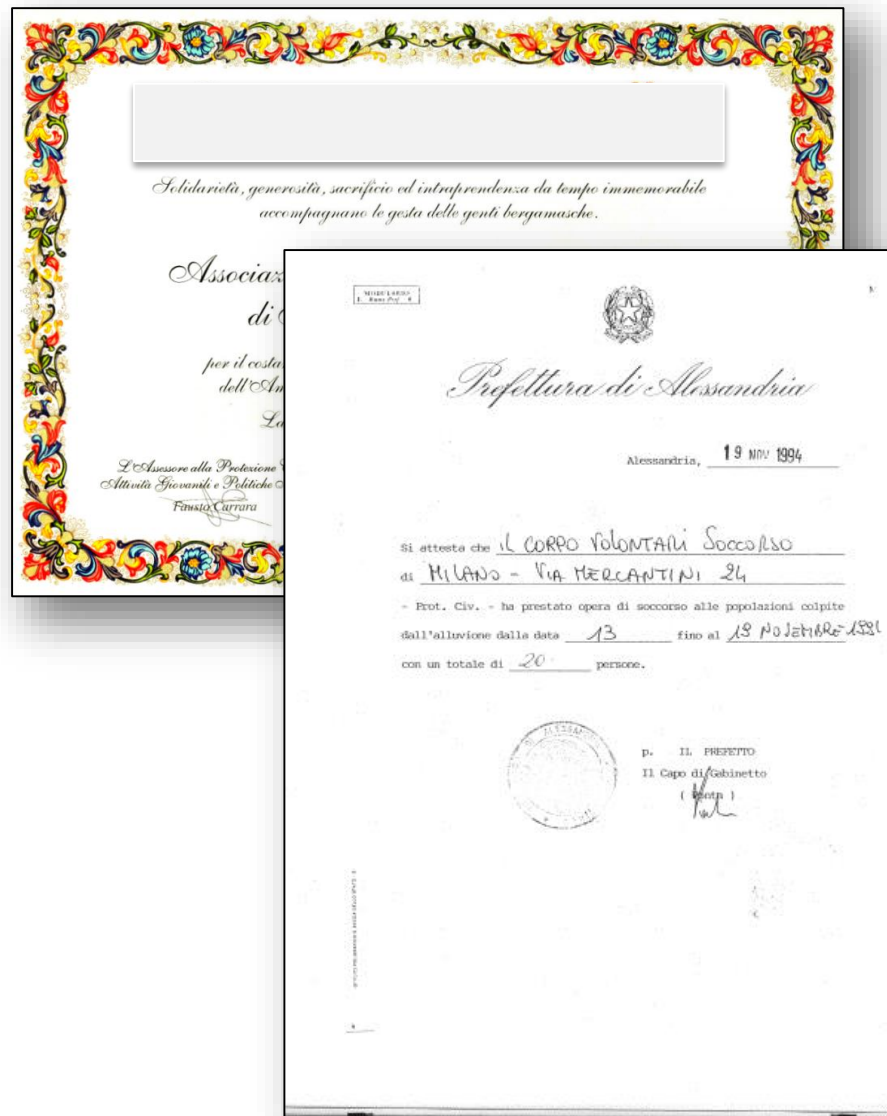 Solidarietà, generosità, sacrificio ed intraprendenza da tempo immemorabile
accompagnano le gesta delle genti bergamasche.
Associaz
di
per il costa
dell'Am
La
L'Assessore alla Protezione
Attività Giovanili e Politiche
Fausto Carrara
MODULARIO
Prefettura di Alessandria
Alessandria, 19 NOV 1994
Si attesta che IL CORPO VOLONTARI SOCCORSO
di MILANO - VIA MERCANTINI 24
- Prot. Civ. - ha prestato opera di soccorso alle popolazioni colpite
dall'alluvione dalla data 13 fino al 19 NOVEMBRE 1994
con un totale di 20 persone.
p. IL PREFETTO
Il Capo di Gabinetto